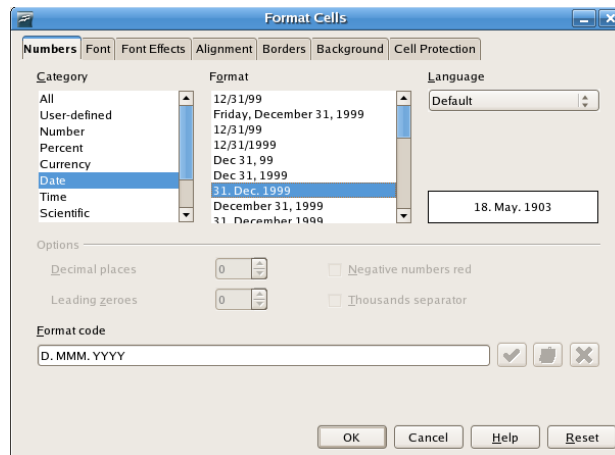 Format Cells
Numbers Font Font Effects Alignment Borders Background Cell Protection
Category
All
User-defined
Number
Percent
Currency
Date
Time
Scientific
Format
12/31/99
Friday, December 31, 1999
12/31/99
12/31/1999
Dec 31, 99
Dec 31, 1999
31. Dec. 1999
December 31, 1999
31. December 1999
Language
Default
18. May. 1903
Options
Decimal places 0 Negative numbers red
Leading zeroes 0 Thousands separator
Format code
D. MMM. YYYY
OK Cancel Help Reset